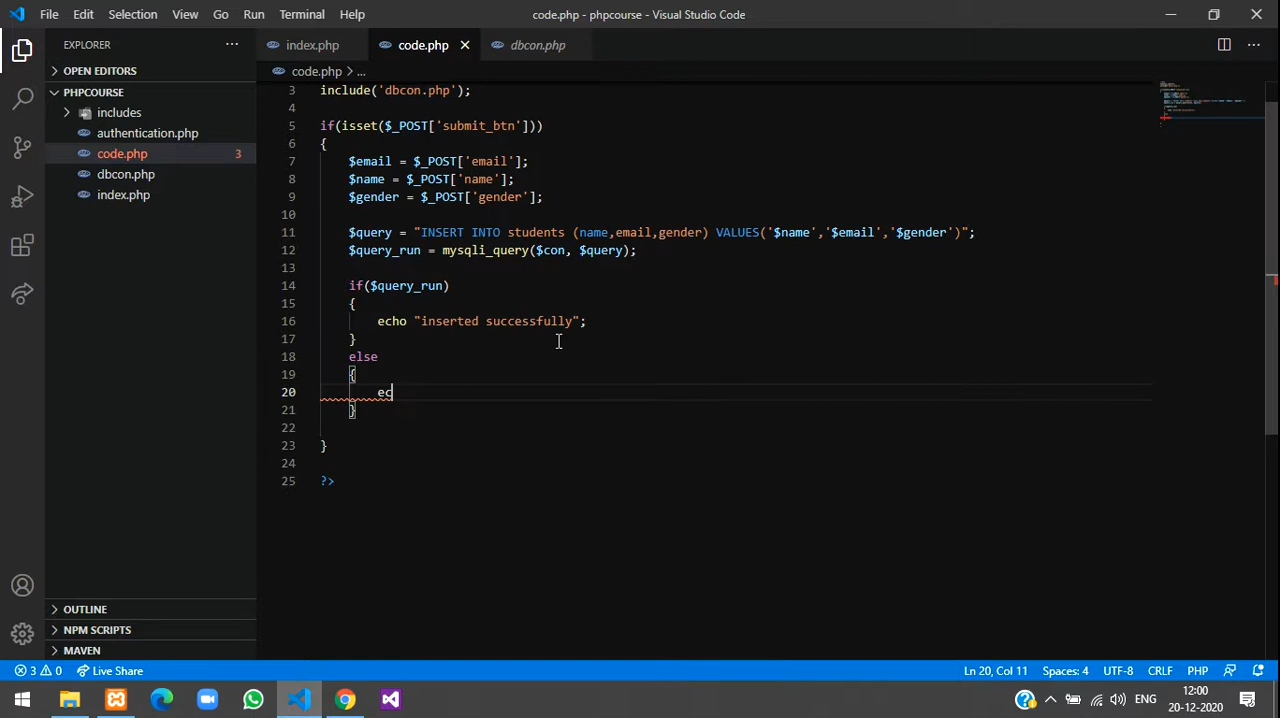 File Edit Selection View Go Run Terminal Help code.php - phpcourse - Visual Studio Code
EXPLORER ... index.php code.php dbcon.php ...
OPEN EDITORS code.php > ...
PHPCOURSE
includes
authentication.php
code.php 3
dbcon.php
index.php
3 include('dbcon.php');
4
5 if(isset($_POST['submit_btn']))
6 {
7 $email = $_POST['email'];
8 $name = $_POST['name'];
9 $gender = $_POST['gender'];
10
11 $query = "INSERT INTO students (name,email,gender) VALUES('$name','$email','$gender')";
12 $query_run = mysqli_query($con, $query);
13
14 if($query_run)
15 {
16 echo "inserted successfully";
17 }
18 else
19 {
20 ec
21 }
22
23 }
24
25 ?>
OUTLINE
NPM SCRIPTS
MAVEN
3 0 Live Share Ln 20, Col 11 Spaces: 4 UTF-8 CRLF PHP
ENG 12:00
20-12-2020